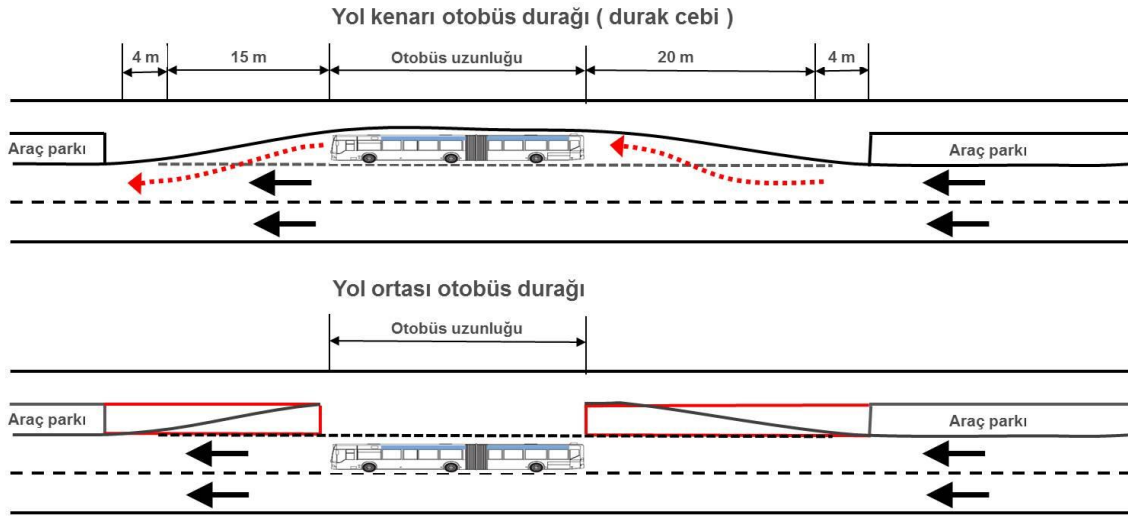 Yol kenarı otobüs durağı ( durak cebi )
4 m
15 m
Otobüs uzunluğu
20 m
4 m
Araç parkı
Araç parkı
Yol ortası otobüs durağı
Otobüs uzunluğu
Araç parkı
Araç parkı